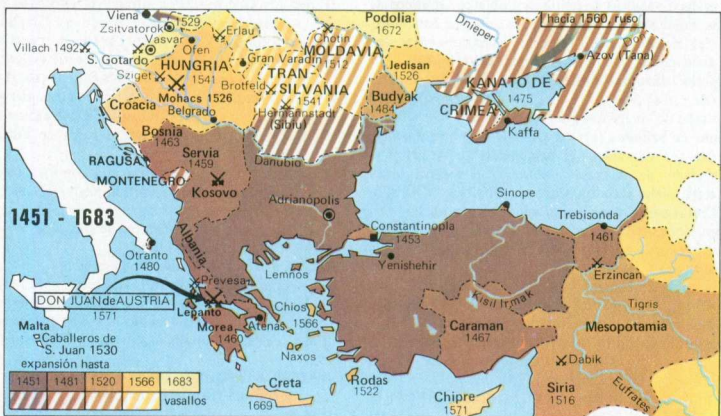 Viena
1529
Zsitvatorok
Vasvar
Villach 1492
S. Gotardo
Ofen
Erlau
Sziget
HUNGRIA
1541
Gran Varadin
Brotfeld
TRAN-
SILVANIA
1541
Hermannstadt
(Sibiu)
Chotin
MOLDAVIA
1512
Podolia
1672
Jedisan
1526
Budyak
1484
Dnieper
hacia 1560, ruso
Don
Azov (Tana)
KANATO DE
1475
CRIMEA
Kaffa
Croacia
Mohacs 1526
Belgrado
Bosnia
1463
Servia
1459
Danubio
RAGUSA
MONTENEGRO
Kosovo
1451 - 1683
Adrianópolis
Sinope
Trebisonda
1461
Constantinopla
1453
Yenishehir
Erzincan
Otranto
1480
Albania
Lemnos
Kisil Irmak
Tigris
Prevesa
DON JUAN de AUSTRIA
1571
Lepanto
Chios
1566
Caraman
1467
Mesopotamia
Malta
Caballeros de
S. Juan 1530
Morea
1460
Atenas
Naxos
Dabik
expansión hasta
1451 1481 1520 1566 1683
vasallos
Creta
1669
Rodas
1522
Chipre
1571
Siria
1516
Eufrates